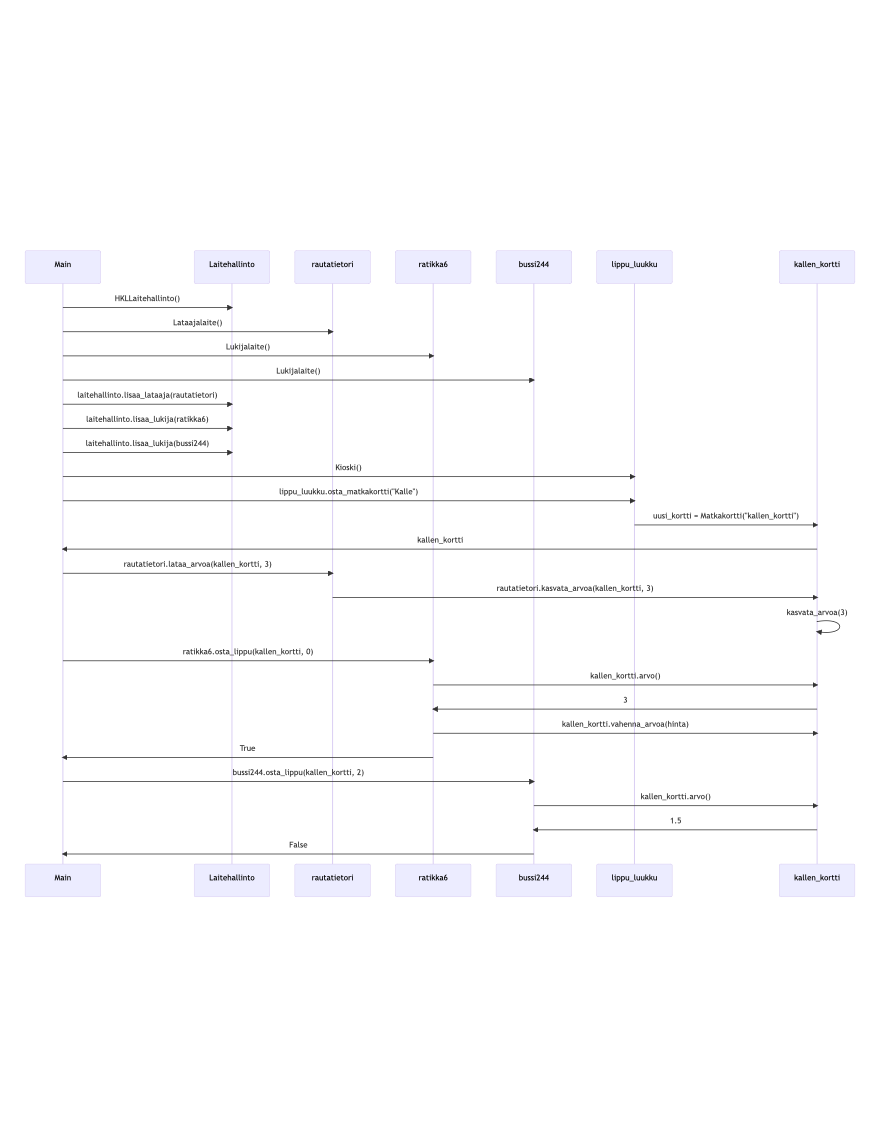 Main Laitehallinto rautatietori ratikka6 bussi244 lippu_luukku kallen_kortti
HKLLaitehallinto()
Lataajalaite()
Lukijalaite()
Lukijalaite()
laitehallinto.lisaa_lataaja(rautatietori)
laitehallinto.lisaa_lukija(ratikka6)
laitehallinto.lisaa_lukija(bussi244)
Kioski()
lippu_luukku.osta_matkakortti("Kalle")
uusi_kortti = Matkakortti("kallen_kortti")
kallen_kortti
rautatietori.lataa_arvoa(kallen_kortti, 3)
rautatietori.kasvata_arvoa(kallen_kortti, 3)
kasvata_arvoa(3)
ratikka6.osta_lippu(kallen_kortti, 0)
kallen_kortti.arvo()
3
kallen_kortti.vahenna_arvoa(hinta)
True
bussi244.osta_lippu(kallen_kortti, 2)
kallen_kortti.arvo()
1.5
False
Main Laitehallinto rautatietori ratikka6 bussi244 lippu_luukku kallen_kortti